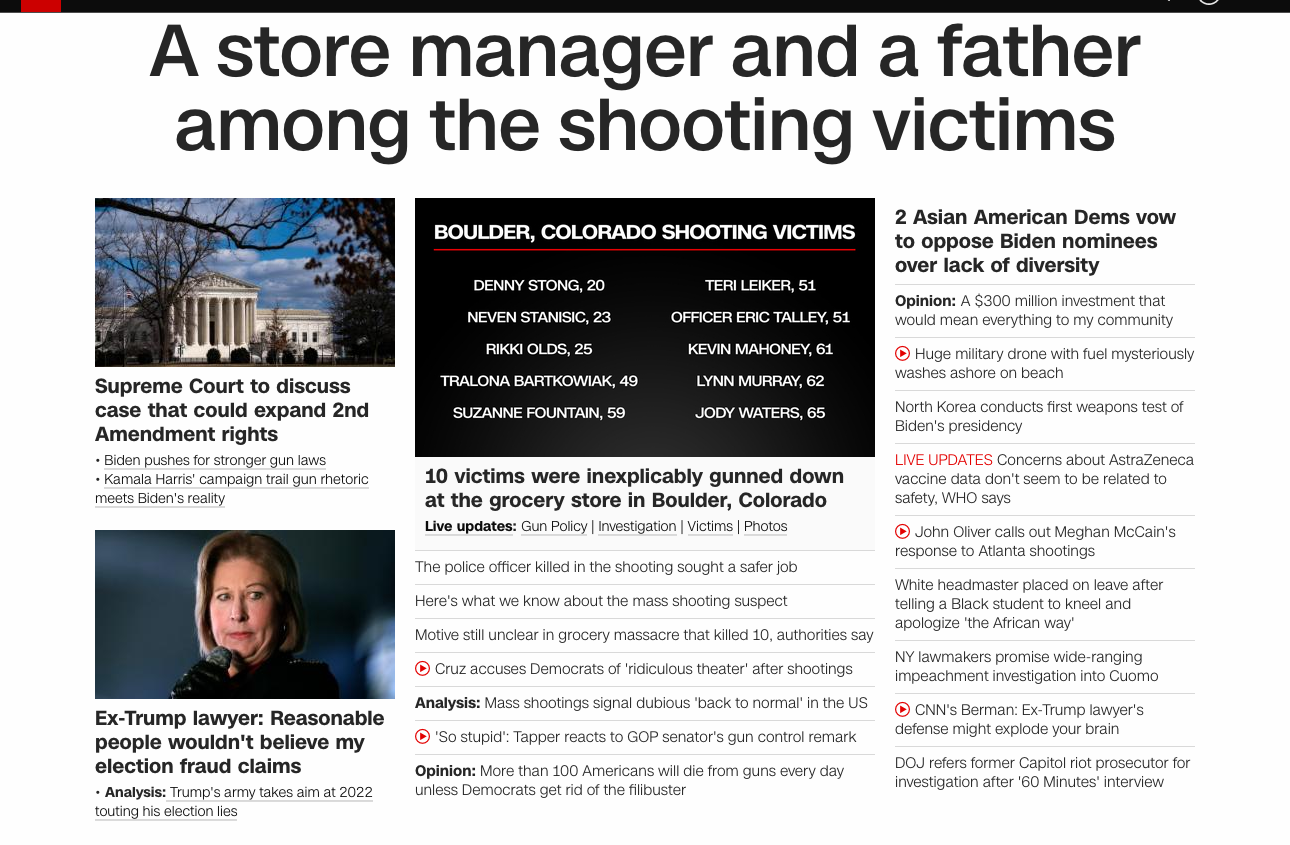 A store manager and a father
among the shooting victims
Supreme Court to discuss
case that could expand 2nd
Amendment rights
• Biden pushes for stronger gun laws
• Kamala Harris' campaign trail gun rhetoric
meets Biden's reality
Ex-Trump lawyer: Reasonable
people wouldn't believe my
election fraud claims
• Analysis: Trump's army takes aim at 2022
touting his election lies
BOULDER, COLORADO SHOOTING VICTIMS
DENNY STONG, 20
NEVEN STANISIC, 23
RIKKI OLDS, 25
TRALONA BARTKOWIAK, 49
SUZANNE FOUNTAIN, 59
TERI LEIKER, 51
OFFICER ERIC TALLEY, 51
KEVIN MAHONEY, 61
LYNN MURRAY, 62
JODY WATERS, 65
10 victims were inexplicably gunned down
at the grocery store in Boulder, Colorado
Live updates: Gun Policy | Investigation | Victims | Photos
The police officer killed in the shooting sought a safer job
Here's what we know about the mass shooting suspect
Motive still unclear in grocery massacre that killed 10, authorities say
Cruz accuses Democrats of 'ridiculous theater' after shootings
Analysis: Mass shootings signal dubious 'back to normal' in the US
'So stupid': Tapper reacts to GOP senator's gun control remark
Opinion: More than 100 Americans will die from guns every day
unless Democrats get rid of the filibuster
2 Asian American Dems vow
to oppose Biden nominees
over lack of diversity
Opinion: A $300 million investment that
would mean everything to my community
Huge military drone with fuel mysteriously
washes ashore on beach
North Korea conducts first weapons test of
Biden's presidency
LIVE UPDATES Concerns about AstraZeneca
vaccine data don't seem to be related to
safety, WHO says
John Oliver calls out Meghan McCain's
response to Atlanta shootings
White headmaster placed on leave after
telling a Black student to kneel and
apologize 'the African way'
NY lawmakers promise wide-ranging
impeachment investigation into Cuomo
CNN's Berman: Ex-Trump lawyer's
defense might explode your brain
DOJ refers former Capitol riot prosecutor for
investigation after '60 Minutes' interview